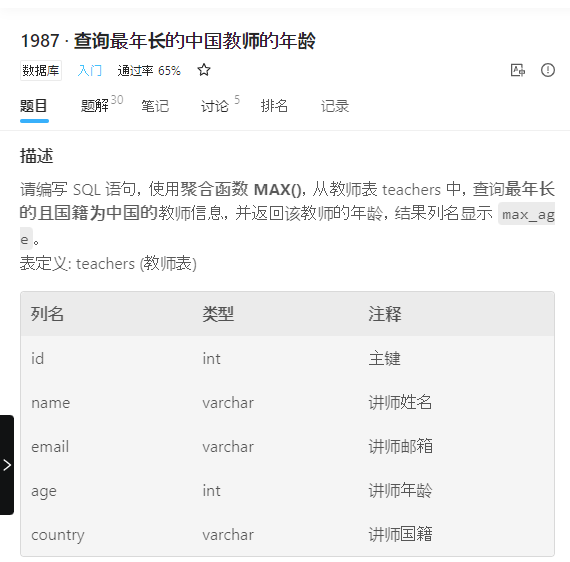 1987 · 查询最年长的中国教师的年龄
数据库 入门 通过率 65%
题目 题解 30 笔记 讨论 5 排名 记录
描述
请编写 SQL 语句，使用聚合函数 MAX()，从教师表 teachers 中，查询最年长
的且国籍为中国的教师信息，并返回该教师的年龄，结果列名显示 max_ag
e 。
表定义: teachers (教师表)
列名 类型 注释
id int 主键
name varchar 讲师姓名
email varchar 讲师邮箱
age int 讲师年龄
country varchar 讲师国籍